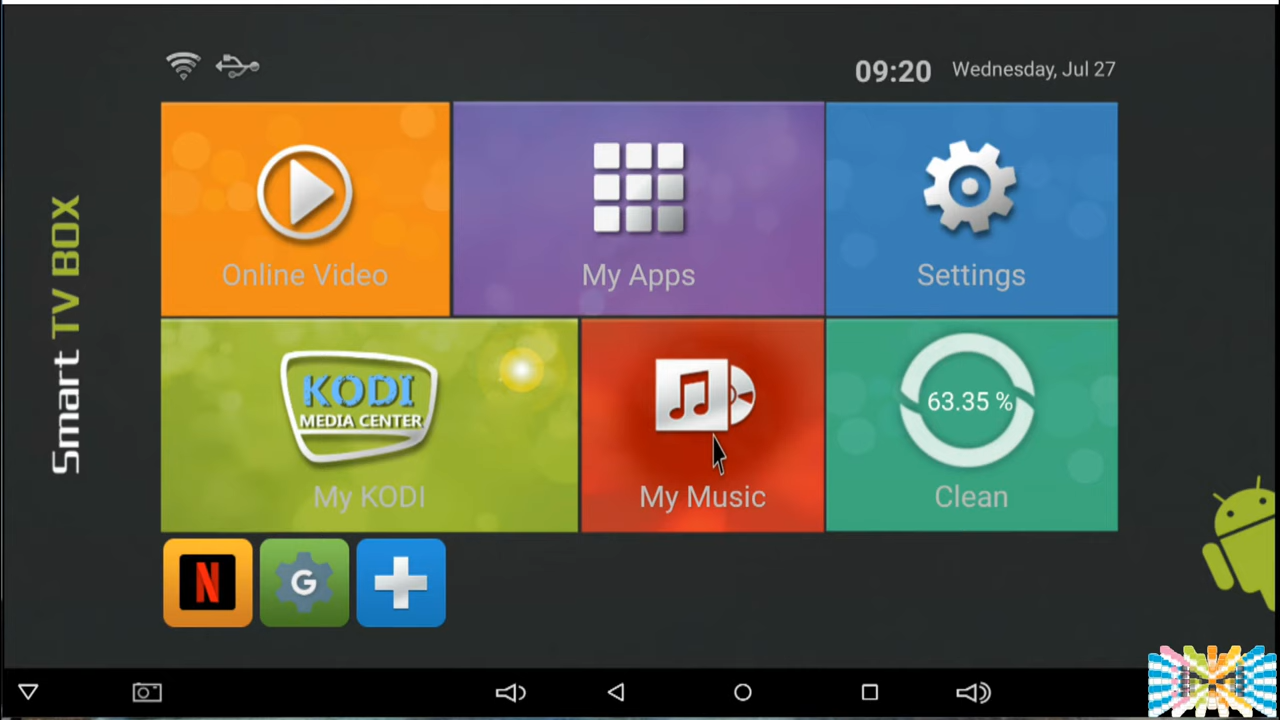 09:20 Wednesday, Jul 27
Smart TV BOX
Online Video
My Apps
Settings
KODI
MEDIA CENTER
63.35 %
My KODI
My Music
Clean
N
G